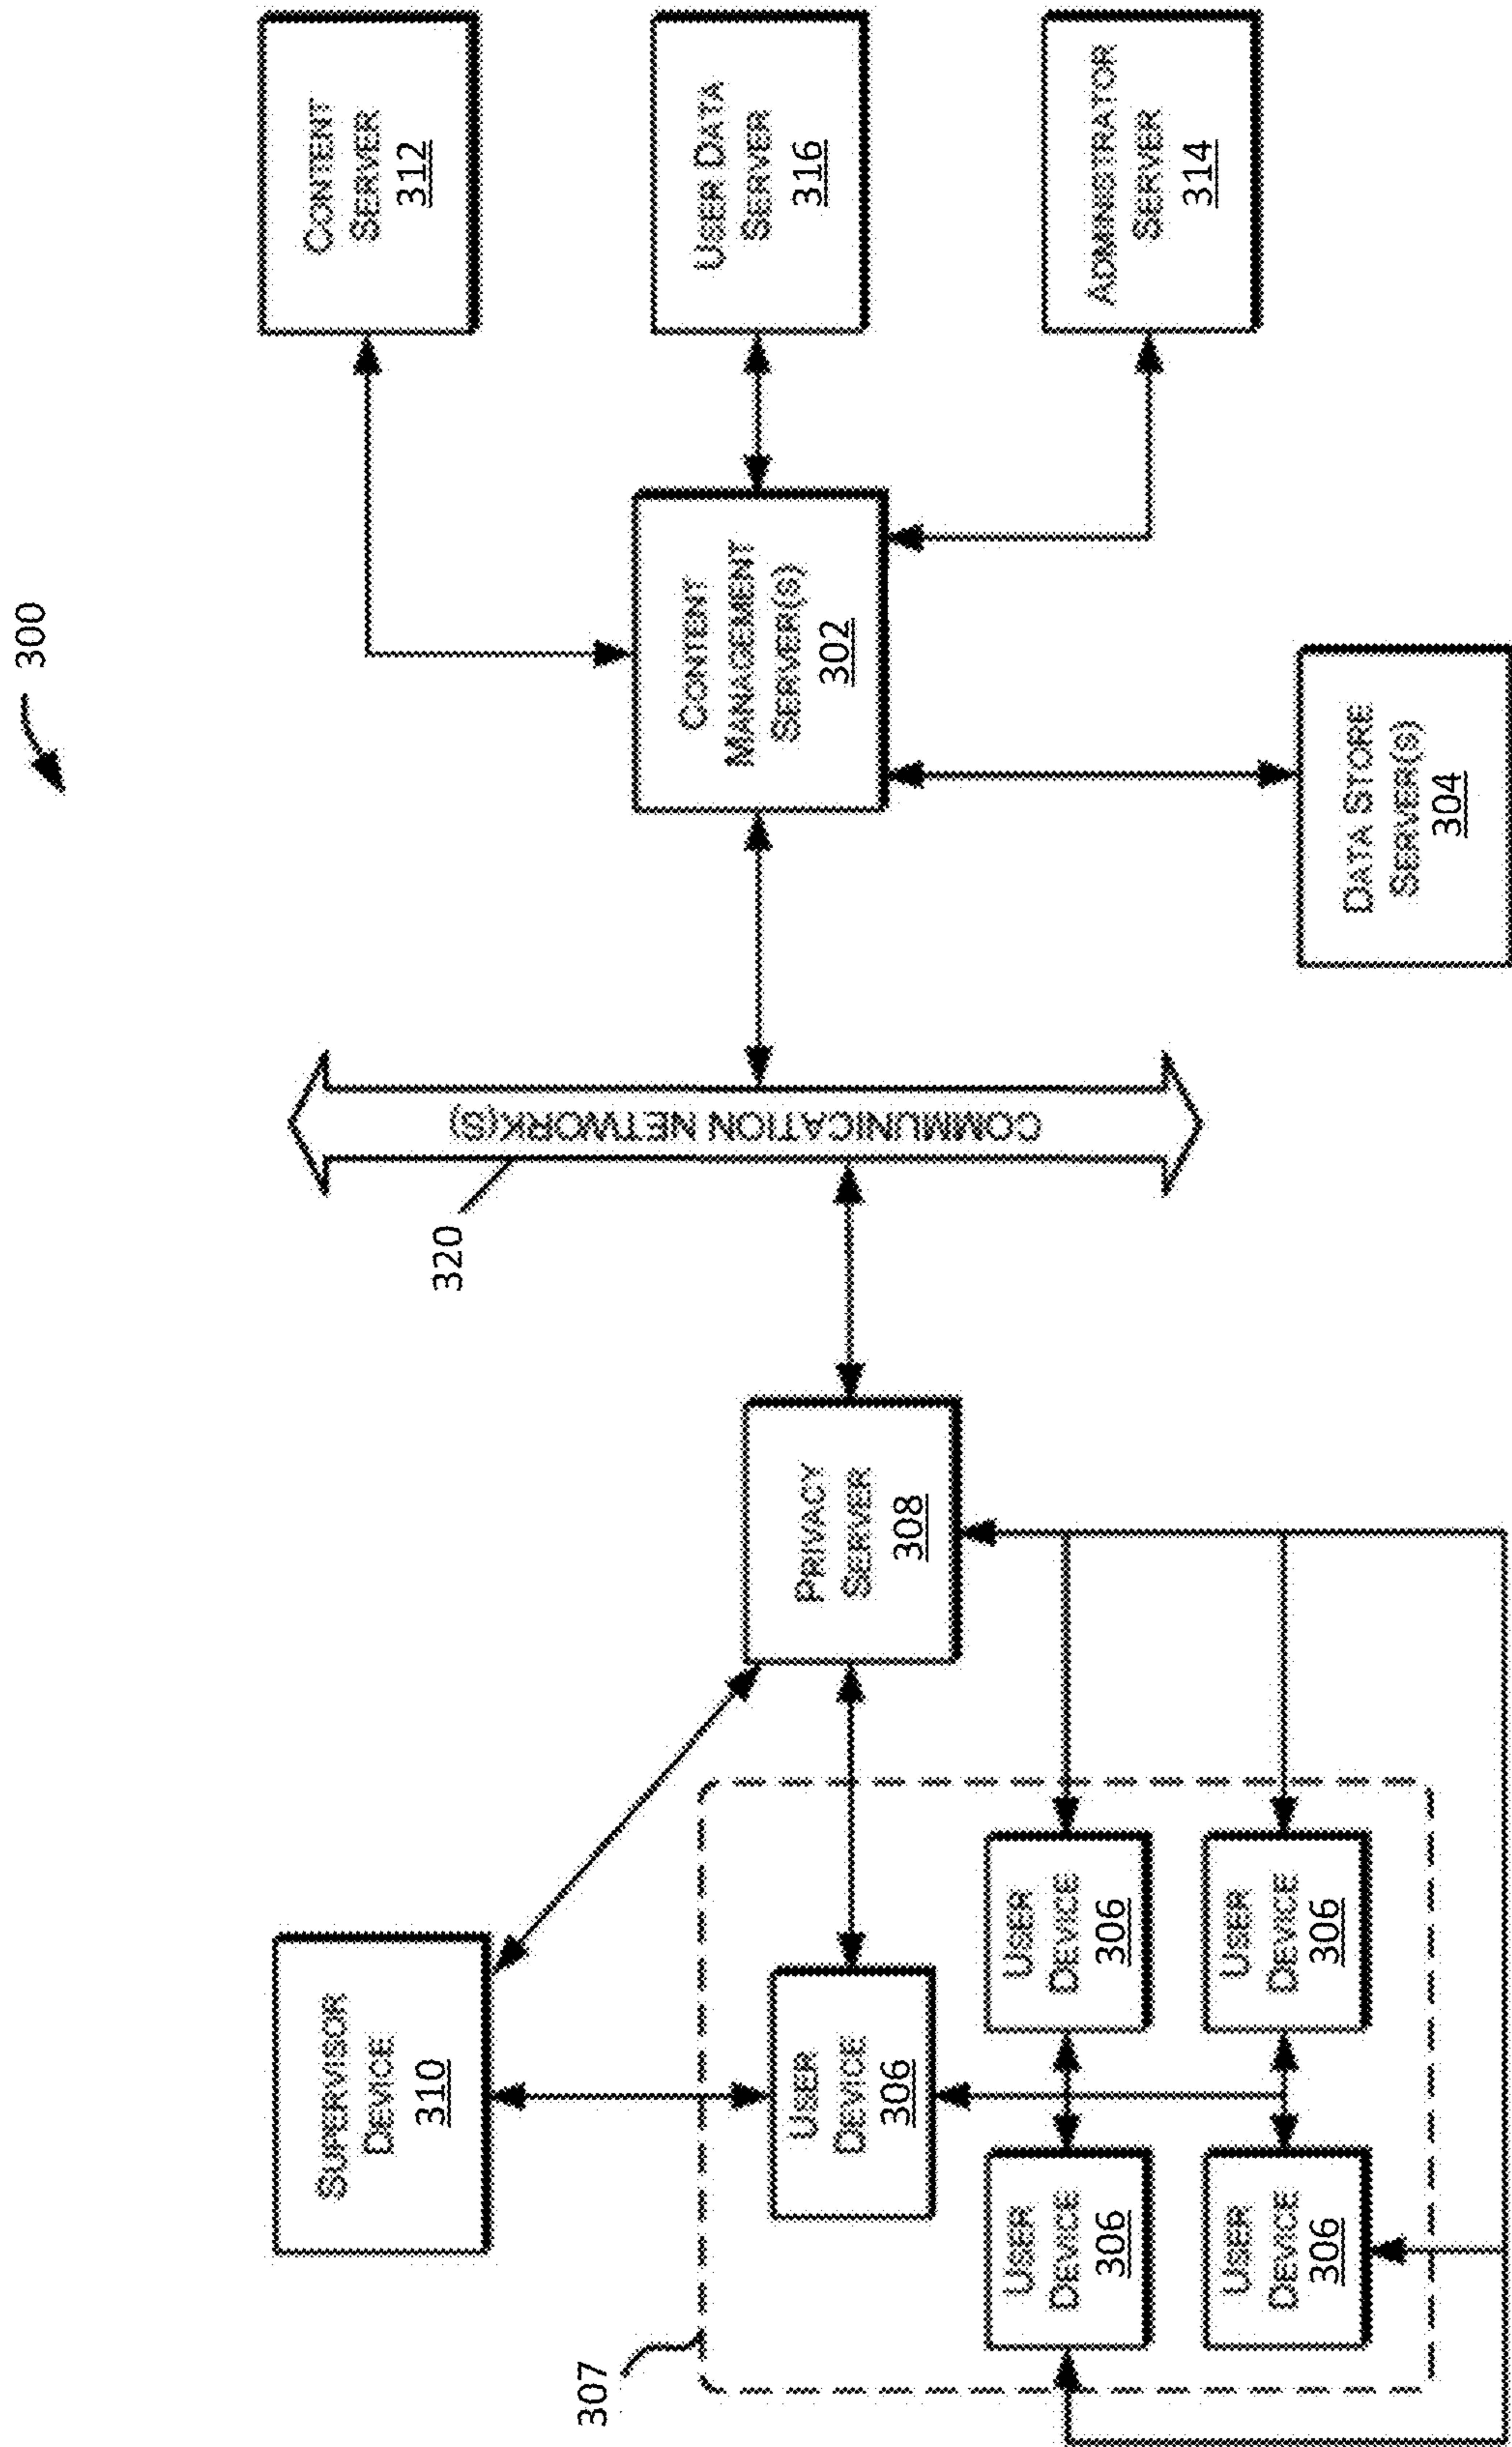 300
SUPERVISOR
DEVICE
310
CONTENT
SERVER
312
320
COMMUNICATION NETWORK(S)
307
USER
DEVICE
306
PRIVACY
SERVER
308
CONTENT
MANAGEMENT
SERVER(S)
302
USER DATA
SERVER
316
USER
DEVICE
306
USER
DEVICE
306
ADMINISTRATOR
SERVER
314
USER
DEVICE
306
USER
DEVICE
306
DATA STORE
SERVER(S)
304